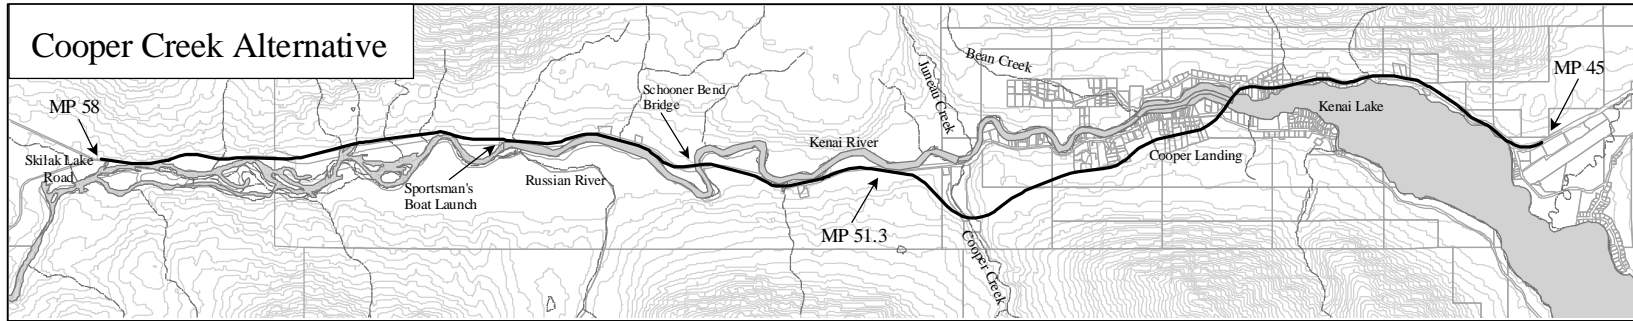 Cooper Creek Alternative
MP 58
Skilak Lake
Road
Sportsman's
Boat Launch
Russian River
Schooner Bend
Bridge
Kenai River
MP 51.3
Juneau Creek
Bean Creek
Cooper Creek
Cooper Landing
Kenai Lake
MP 45